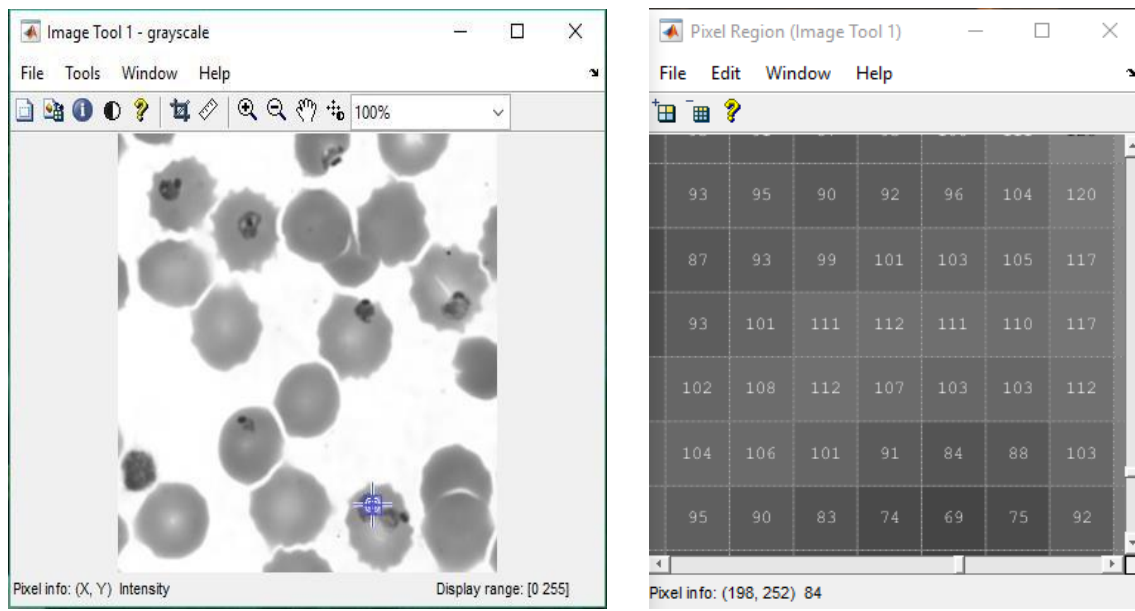 Image Tool 1 - grayscale
File Tools Window Help
100%
Pixel info: (X, Y) Intensity
Display range: [0 255]
Pixel Region (Image Tool 1)
File Edit Window Help
93 95 90 92 96 104 120
87 93 99 101 103 105 117
93 101 111 112 111 110 117
102 108 112 107 103 103 112
104 106 101 91 84 88 103
95 90 83 74 69 75 92
Pixel info: (198, 252) 84